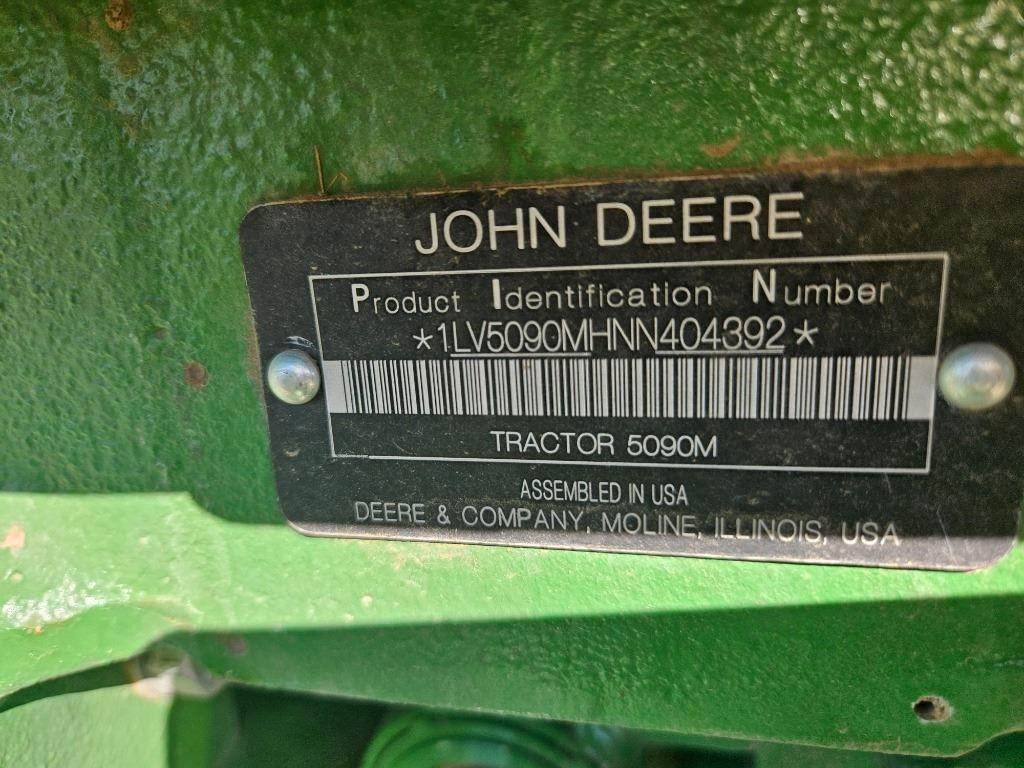 JOHN DEERE
Product Identification Number
*1LV5090MHNN404392*
TRACTOR 5090M
ASSEMBLED IN USA
DEERE & COMPANY, MOLINE, ILLINOIS, USA